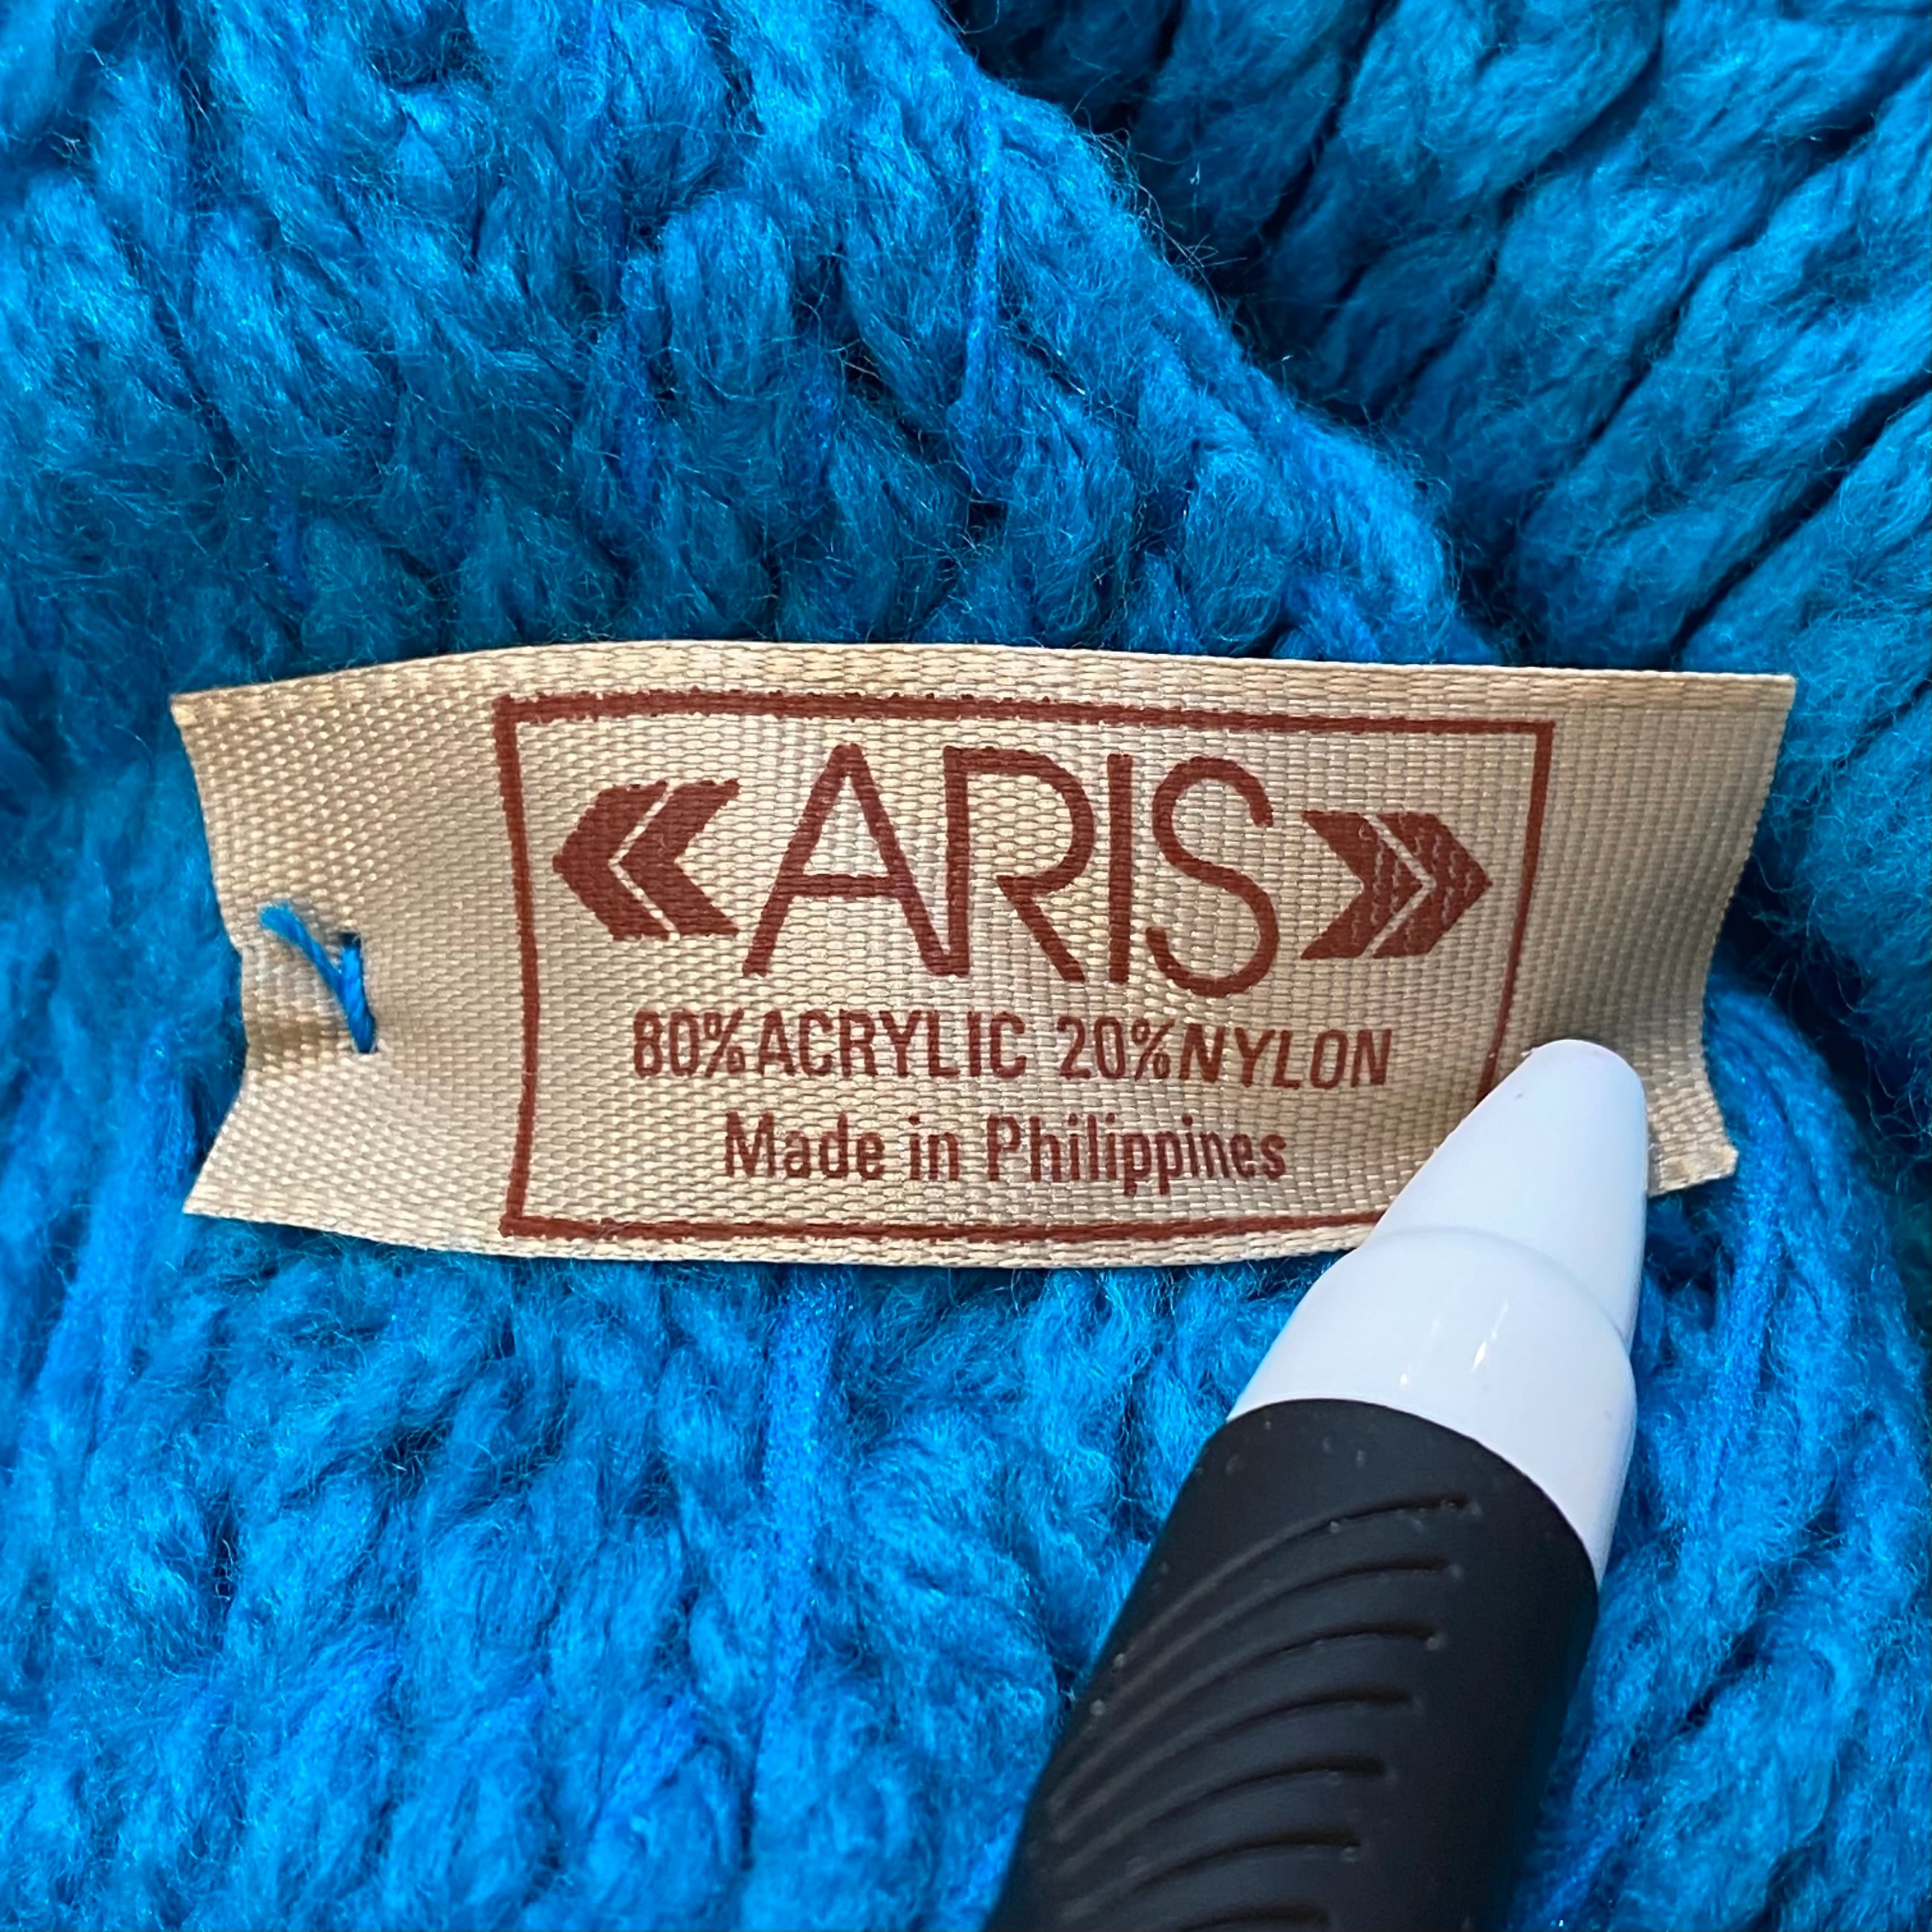 ARIS
80% ACRYLIC 20% NYLON
Made in Philippines